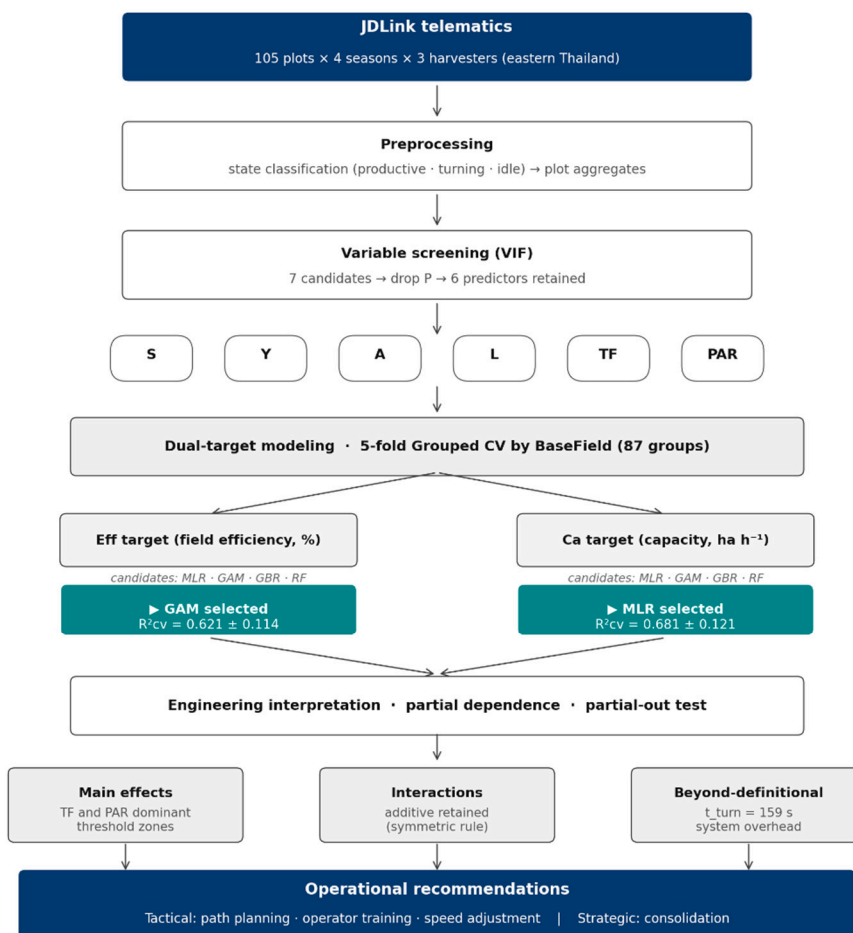 JDLink telematics
105 plots × 4 seasons × 3 harvesters (eastern Thailand)
Preprocessing
state classification (productive · turning · idle) → plot aggregates
Variable screening (VIF)
7 candidates → drop P → 6 predictors retained
S Y A L TF PAR
Dual-target modeling · 5-fold Grouped CV by BaseField (87 groups)
Eff target (field efficiency, %) Ca target (capacity, ha h⁻¹)
candidates: MLR · GAM · GBR · RF candidates: MLR · GAM · GBR · RF
▶ GAM selected ▶ MLR selected
R²cv = 0.621 ± 0.114 R²cv = 0.681 ± 0.121
Engineering interpretation · partial dependence · partial-out test
Main effects Interactions Beyond-definitional
TF and PAR dominant additive retained t_turn = 159 s
threshold zones (symmetric rule) system overhead
Operational recommendations
Tactical: path planning · operator training · speed adjustment | Strategic: consolidation